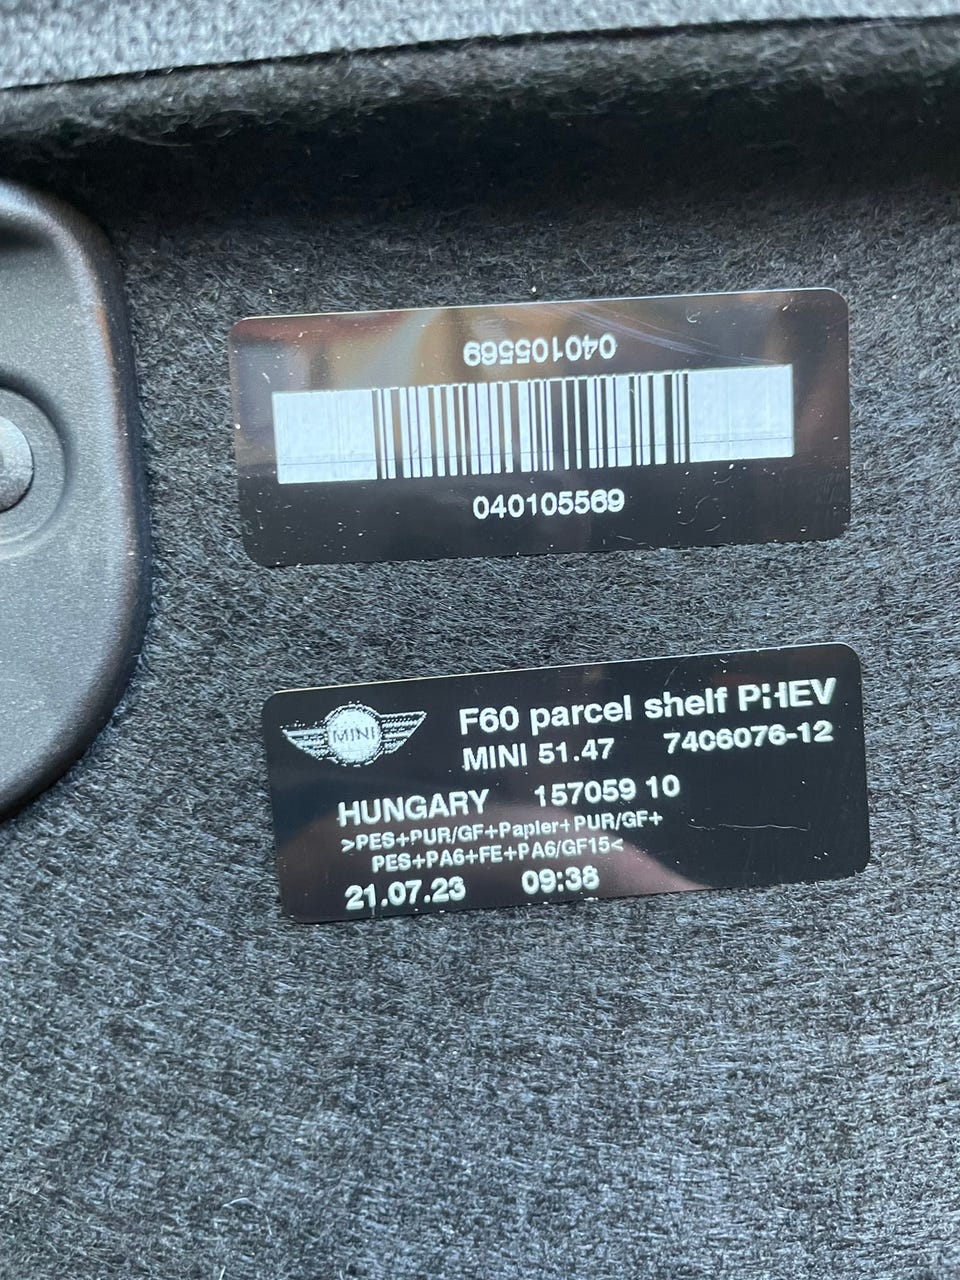 040105569
040105569
MINI
F60 parcel shelf PHEV
MINI 51.47 7406076-12
HUNGARY 157059 10
>PES+PUR/GF+Papier+PUR/GF+
PES+PA6+FE+PA6/GF15<
21.07.23 09:38